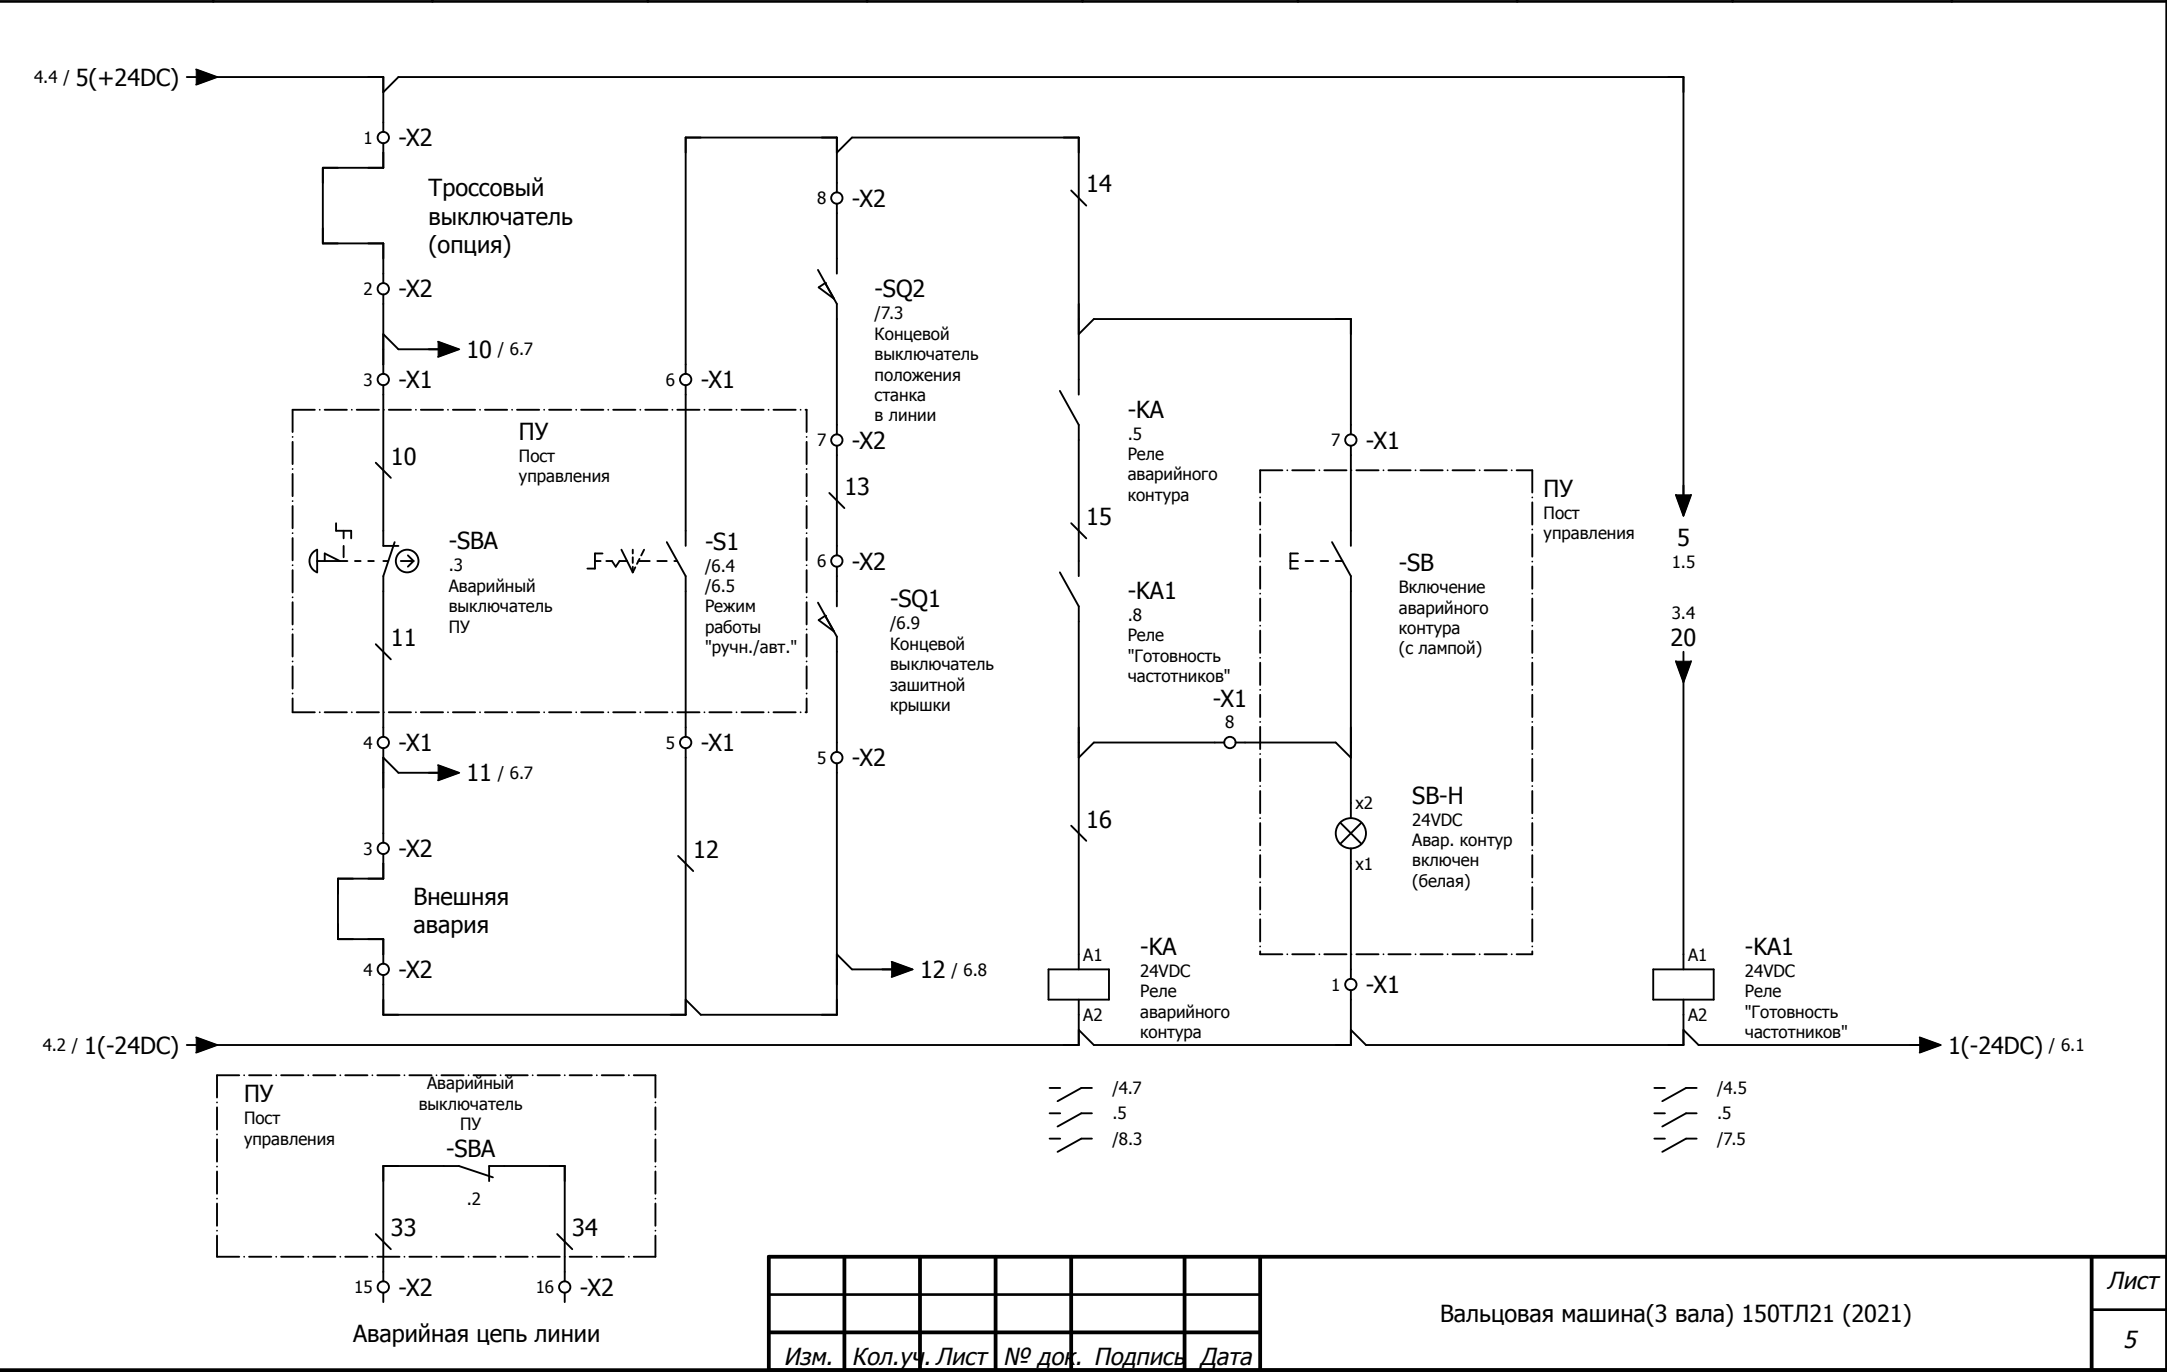 4.4 / 5(+24DC)
1 -X2
Троссовый
выключатель
(опция)
2 -X2
10 / 6.7
3 -X1
ПУ
Пост
управления
10
-SBA
.3
Аварийный
выключатель
ПУ
11
4 -X1
11 / 6.7
3 -X2
Внешняя
авария
4 -X2
6 -X1
-S1
/6.4
/6.5
Режим
работы
"ручн./авт."
5 -X1
12
8 -X2
-SQ2
/7.3
Концевой
выключатель
положения
станка
в линии
7 -X2
13
6 -X2
-SQ1
/6.9
Концевой
выключатель
зашитной
крышки
5 -X2
12 / 6.8
14
-KA
.5
Реле
аварийного
контура
15
-KA1
.8
Реле
"Готовность
частотников"
-X1
8
16
A1
-KA
24VDC
Реле
аварийного
контура
A2
7 -X1
ПУ
Пост
управления
E
-SB
Включение
аварийного
контура
(с лампой)
x2
SB-H
24VDC
Авар. контур
включен
(белая)
x1
1 -X1
5
1.5
3.4
20
A1
-KA1
24VDC
Реле
"Готовность
частотников"
A2
4.2 / 1(-24DC)
1(-24DC) / 6.1
/4.7
.5
/8.3
/4.5
.5
/7.5
ПУ
Пост
управления
Аварийный
выключатель
ПУ
-SBA
.2
33
34
15 -X2
16 -X2
Аварийная цепь линии
Изм. Кол.уч. Лист № док. Подпись Дата
Вальцовая машина(3 вала) 150ТЛ21 (2021)
Лист
5